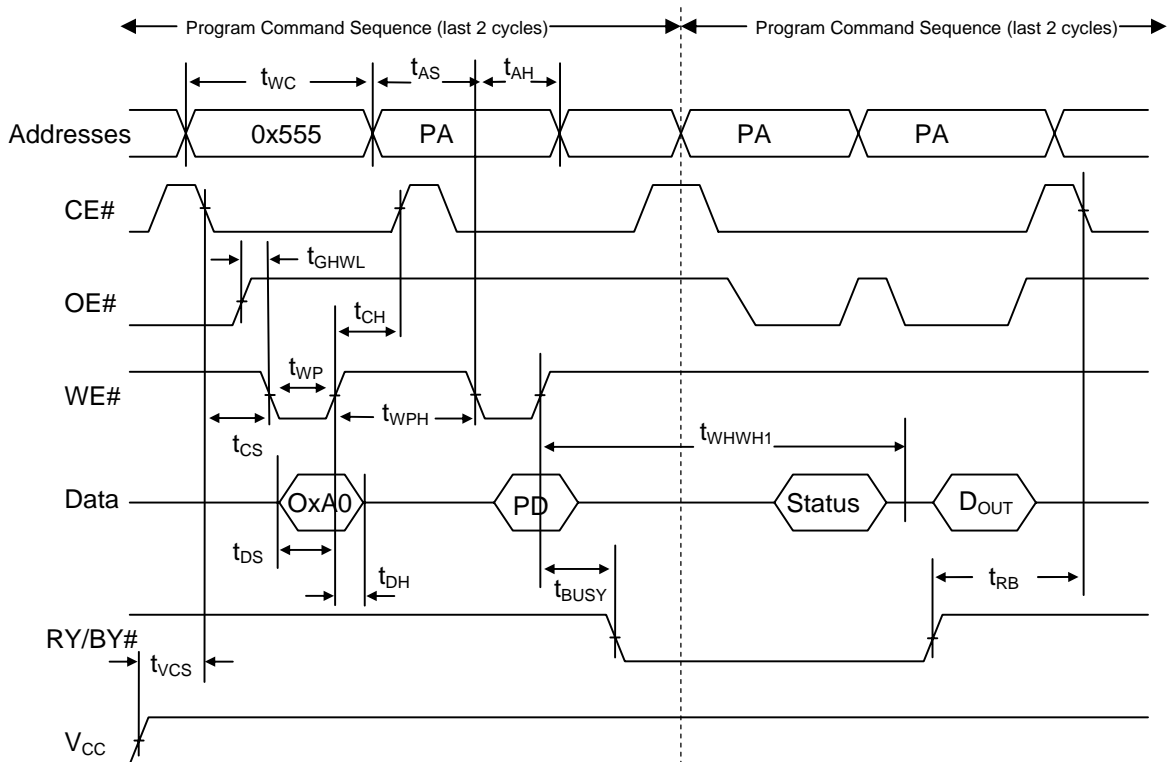 Program Command Sequence (last 2 cycles) Program Command Sequence (last 2 cycles)
tWC tAS tAH
Addresses 0x555 PA PA PA
CE#
tGHWL
OE#
tCH
tWP
WE#
tWPH
tCS tWHWH1
Data OxA0 PD Status DOUT
tDS tDH
tBUSY tRB
RY/BY#
tVCS
VCC